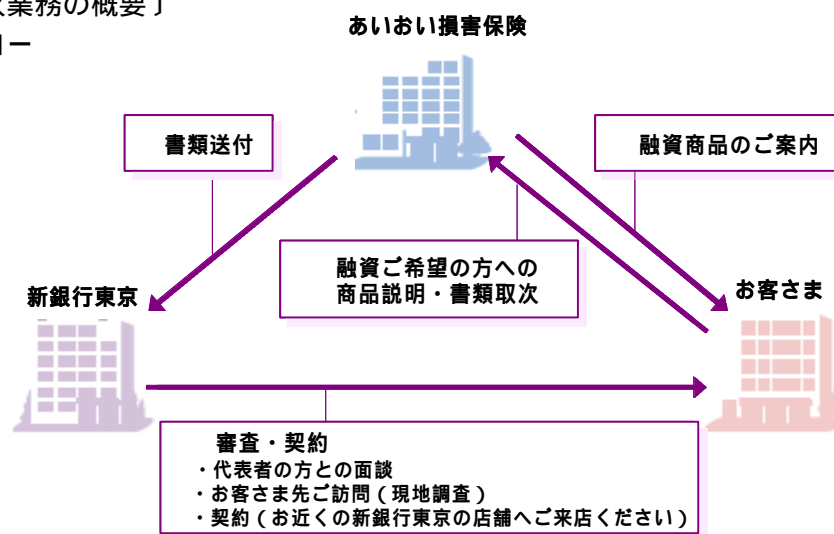 業務の概要】
ー
あいおい損害保険
書類送付
融資商品のご案内
融資ご希望の方への
商品説明・書類取次
新銀行東京
お客さま
審査・契約
・代表者の方との面談
・お客さま先ご訪問（現地調査）
・契約（お近くの新銀行東京の店舗へご来店ください）